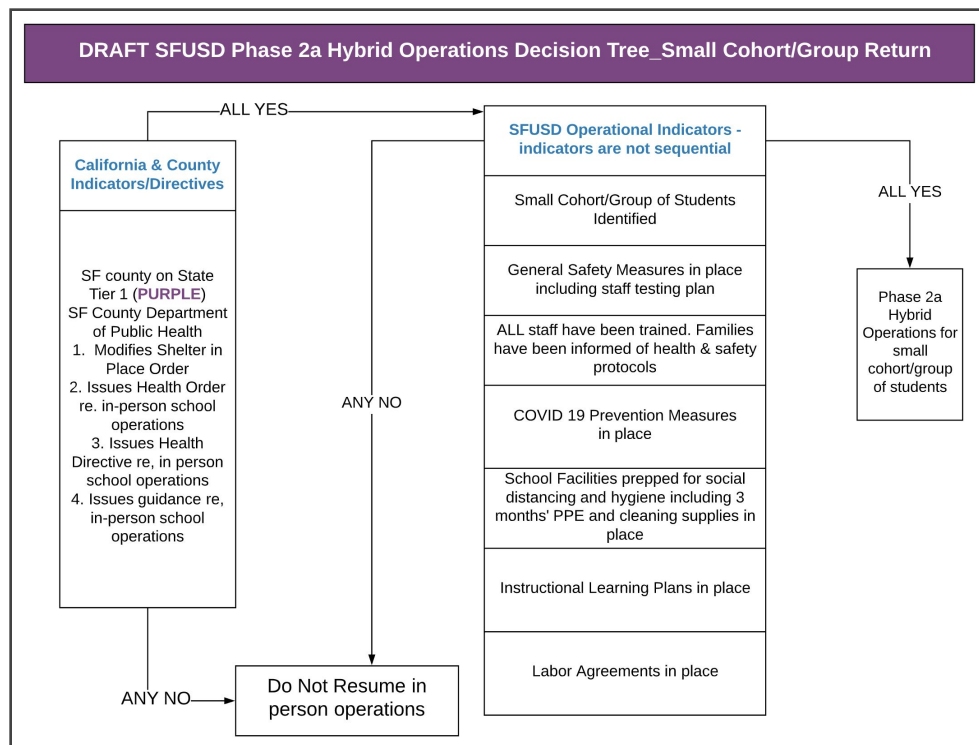 DRAFT SFUSD Phase 2a Hybrid Operations Decision Tree_Small Cohort/Group Return
ALL YES
California & County
Indicators/Directives
SF county on State
Tier 1 (PURPLE)
SF County Department
of Public Health
1. Modifies Shelter in
Place Order
2. Issues Health Order
re. in-person school
operations
3. Issues Health
Directive re, in person
school operations
4. Issues guidance re,
in-person school
operations
ANY NO
Do Not Resume in
person operations
ANY NO
SFUSD Operational Indicators -
indicators are not sequential
Small Cohort/Group of Students
Identified
General Safety Measures in place
including staff testing plan
ALL staff have been trained. Families
have been informed of health & safety
protocols
COVID 19 Prevention Measures
in place
School Facilities prepped for social
distancing and hygiene including 3
months' PPE and cleaning supplies in
place
Instructional Learning Plans in place
Labor Agreements in place
ALL YES
Phase 2a
Hybrid
Operations for
small
cohort/group
of students